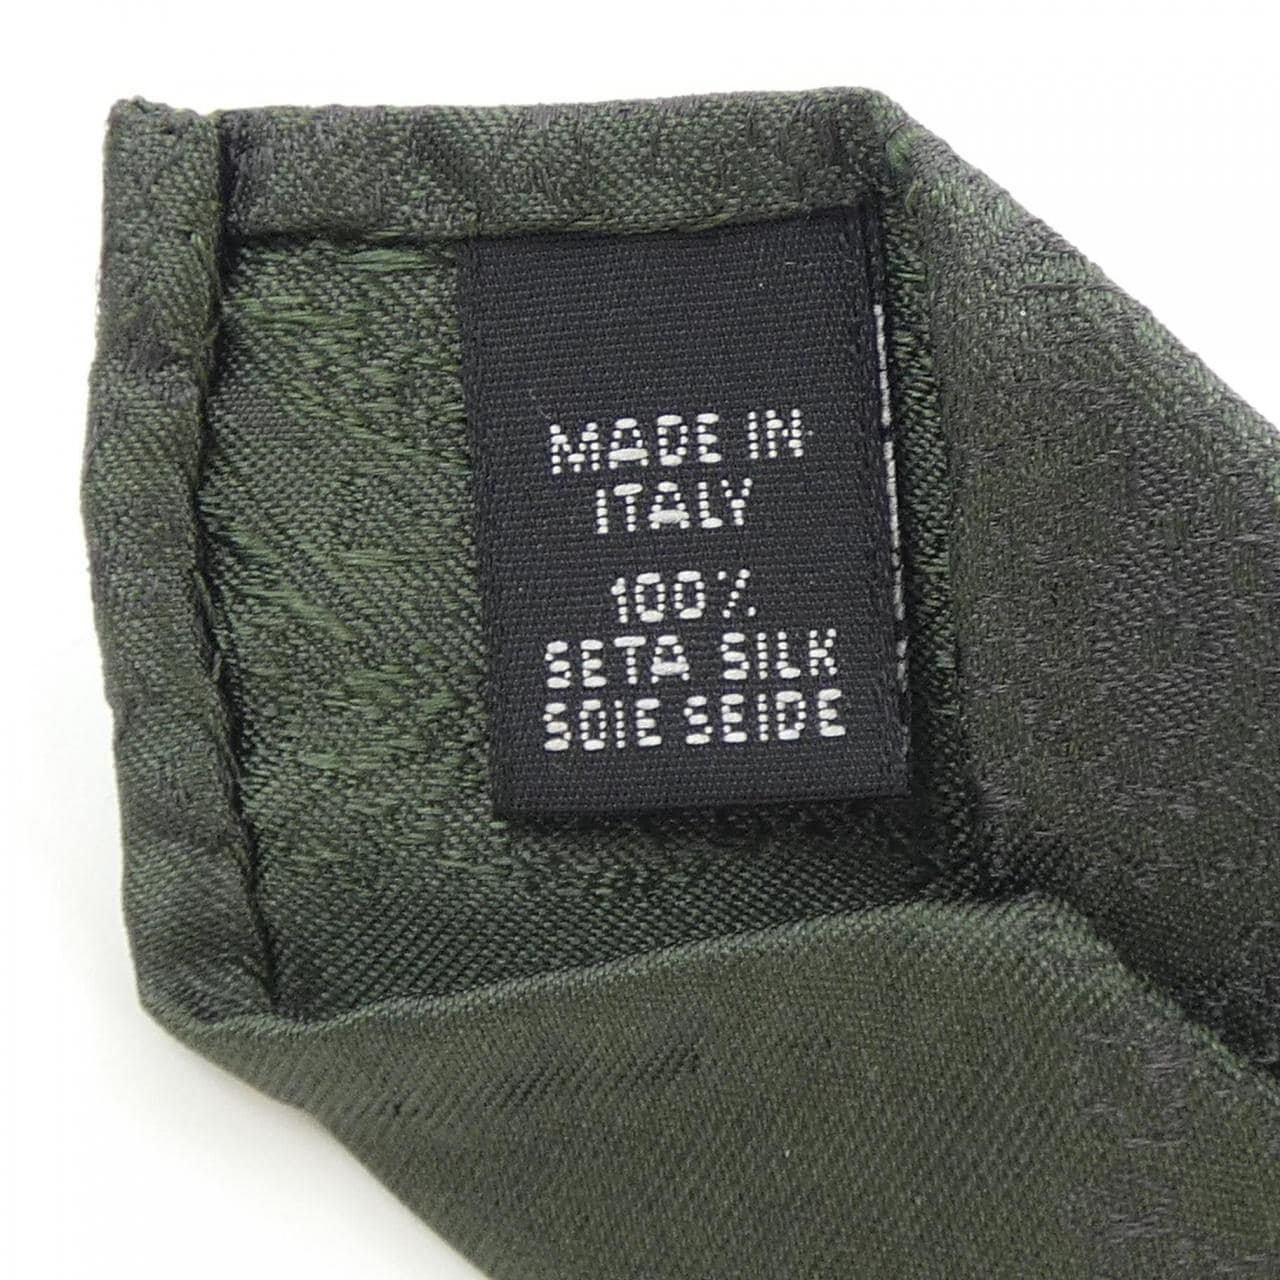 MADE IN
ITALY
100%
SETA SILK
SOIE SEIDE